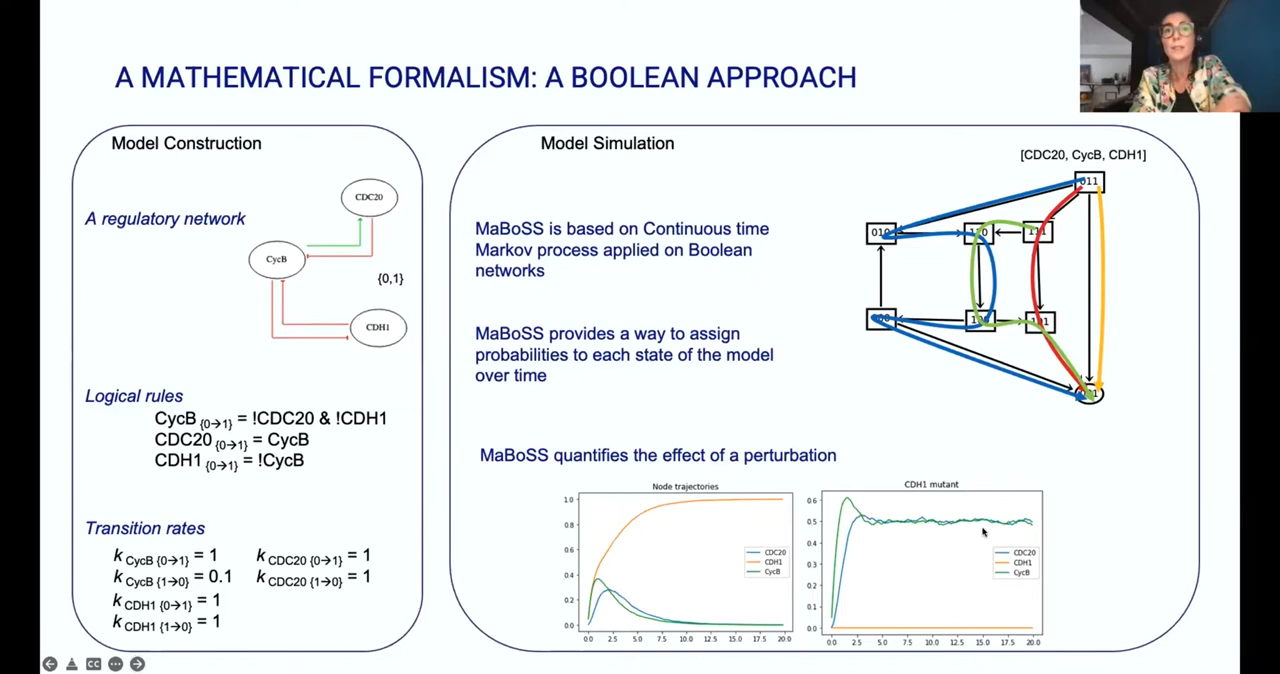 A MATHEMATICAL FORMALISM: A BOOLEAN APPROACH
Model Construction
A regulatory network
CDC20
CycB
{0,1}
CDH1
Logical rules
CycB {0→1} = !CDC20 & !CDH1
CDC20 {0→1} = CycB
CDH1 {0→1} = !CycB
Transition rates
k CycB {0→1} = 1 k CDC20 {0→1} = 1
k CycB {1→0} = 0.1 k CDC20 {1→0} = 1
k CDH1 {0→1} = 1
k CDH1 {1→0} = 1
Model Simulation
[CDC20, CycB, CDH1]
MaBoSS is based on Continuous time
Markov process applied on Boolean
networks
MaBoSS provides a way to assign
probabilities to each state of the model
over time
011
010
MaBoSS quantifies the effect of a perturbation
Node trajectories
1.0
0.8
0.6
0.4
0.2
0.0
0.0 2.5 5.0 7.5 10.0 12.5 15.0 17.5 20.0
CDC20
CDH1
CycB
CDH1 mutant
0.6
0.5
0.4
0.3
0.2
0.1
0.0
0.0 2.5 5.0 7.5 10.0 12.5 15.0 17.5 20.0
CDC20
CDH1
CycB
CC